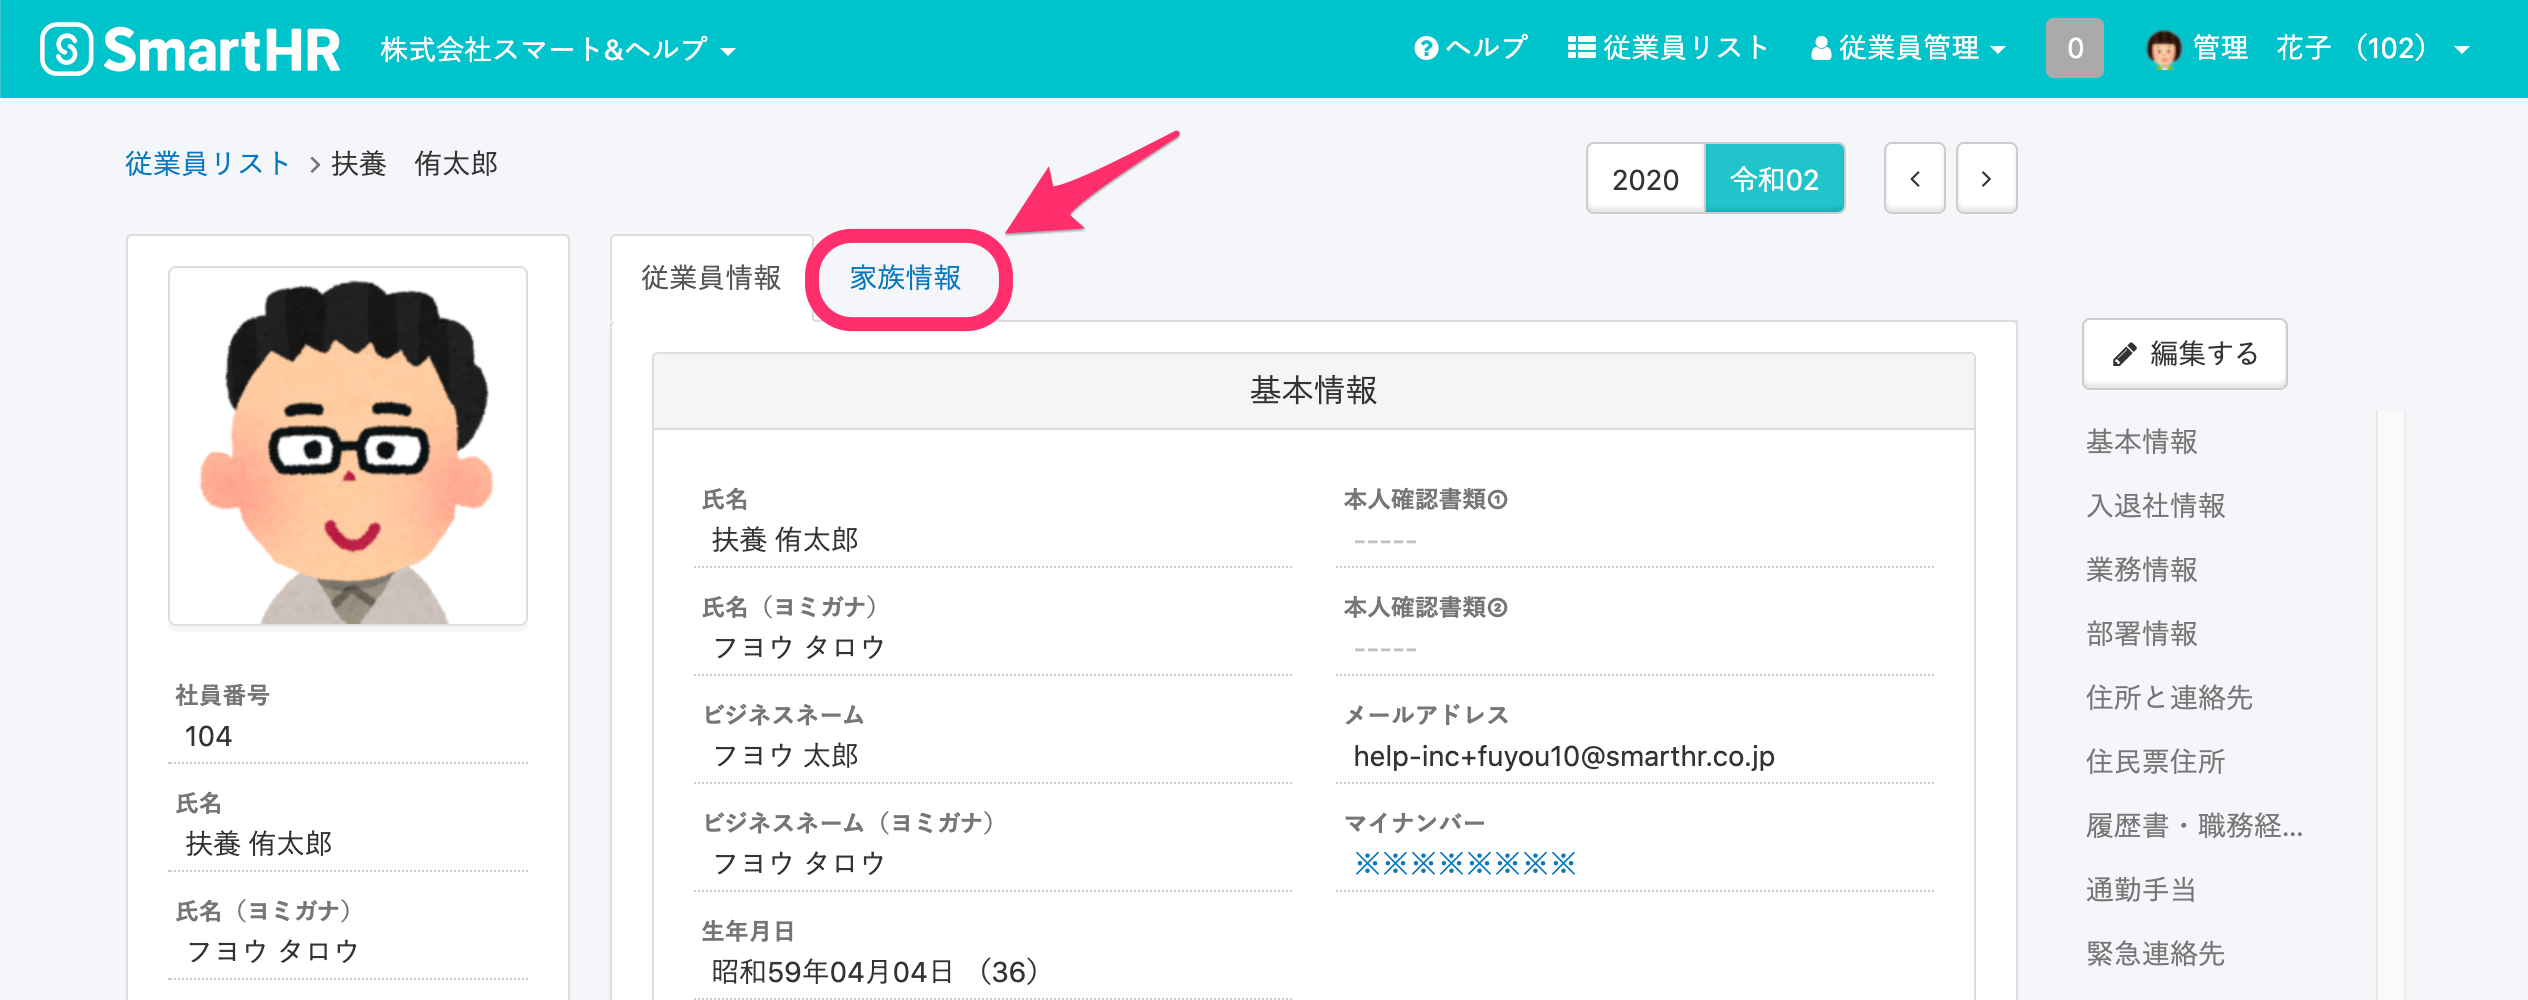 SmartHR 株式会社スマート&ヘルプ ヘルプ 従業員リスト 従業員管理 0 管理 花子 (102)
従業員リスト > 扶養 侑太郎
2020 令和02 < >
社員番号
104
氏名
扶養 侑太郎
氏名（ヨミガナ）
フヨウ タロウ
従業員情報 家族情報
基本情報
氏名
扶養 侑太郎
氏名（ヨミガナ）
フヨウ タロウ
ビジネスネーム
フヨウ 太郎
ビジネスネーム（ヨミガナ）
フヨウ タロウ
生年月日
昭和59年04月04日 （36）
本人確認書類①
-----
本人確認書類②
-----
メールアドレス
help-inc+fuyou10@smarthr.co.jp
マイナンバー
※※※※※※※※
編集する
基本情報
入退社情報
業務情報
部署情報
住所と連絡先
住民票住所
履歴書・職務経...
通勤手当
緊急連絡先